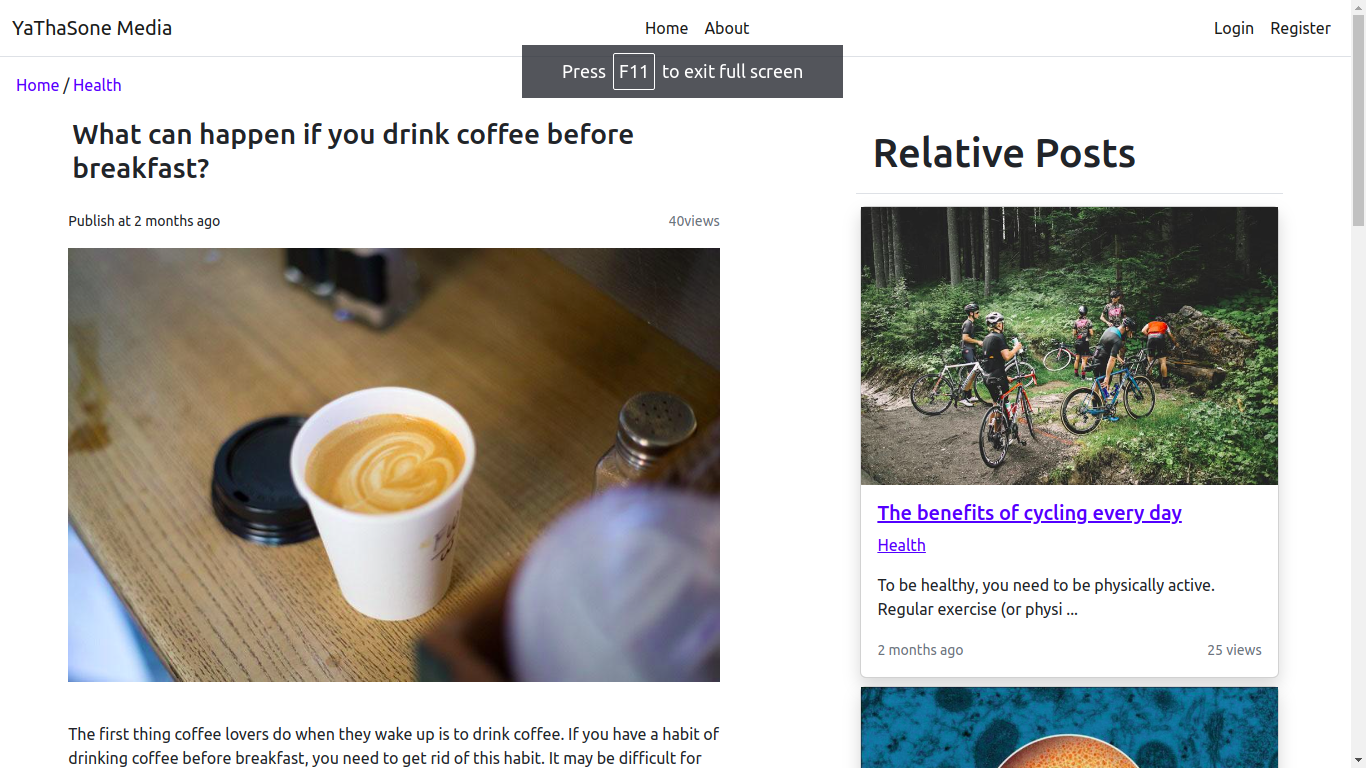 YaThaSone Media
Home About
Login Register
Press F11 to exit full screen
Home / Health
What can happen if you drink coffee before
breakfast?
Publish at 2 months ago
40views
The first thing coffee lovers do when they wake up is to drink coffee. If you have a habit of
drinking coffee before breakfast, you need to get rid of this habit. It may be difficult for
Relative Posts
The benefits of cycling every day
Health
To be healthy, you need to be physically active.
Regular exercise (or physi ...
2 months ago
25 views